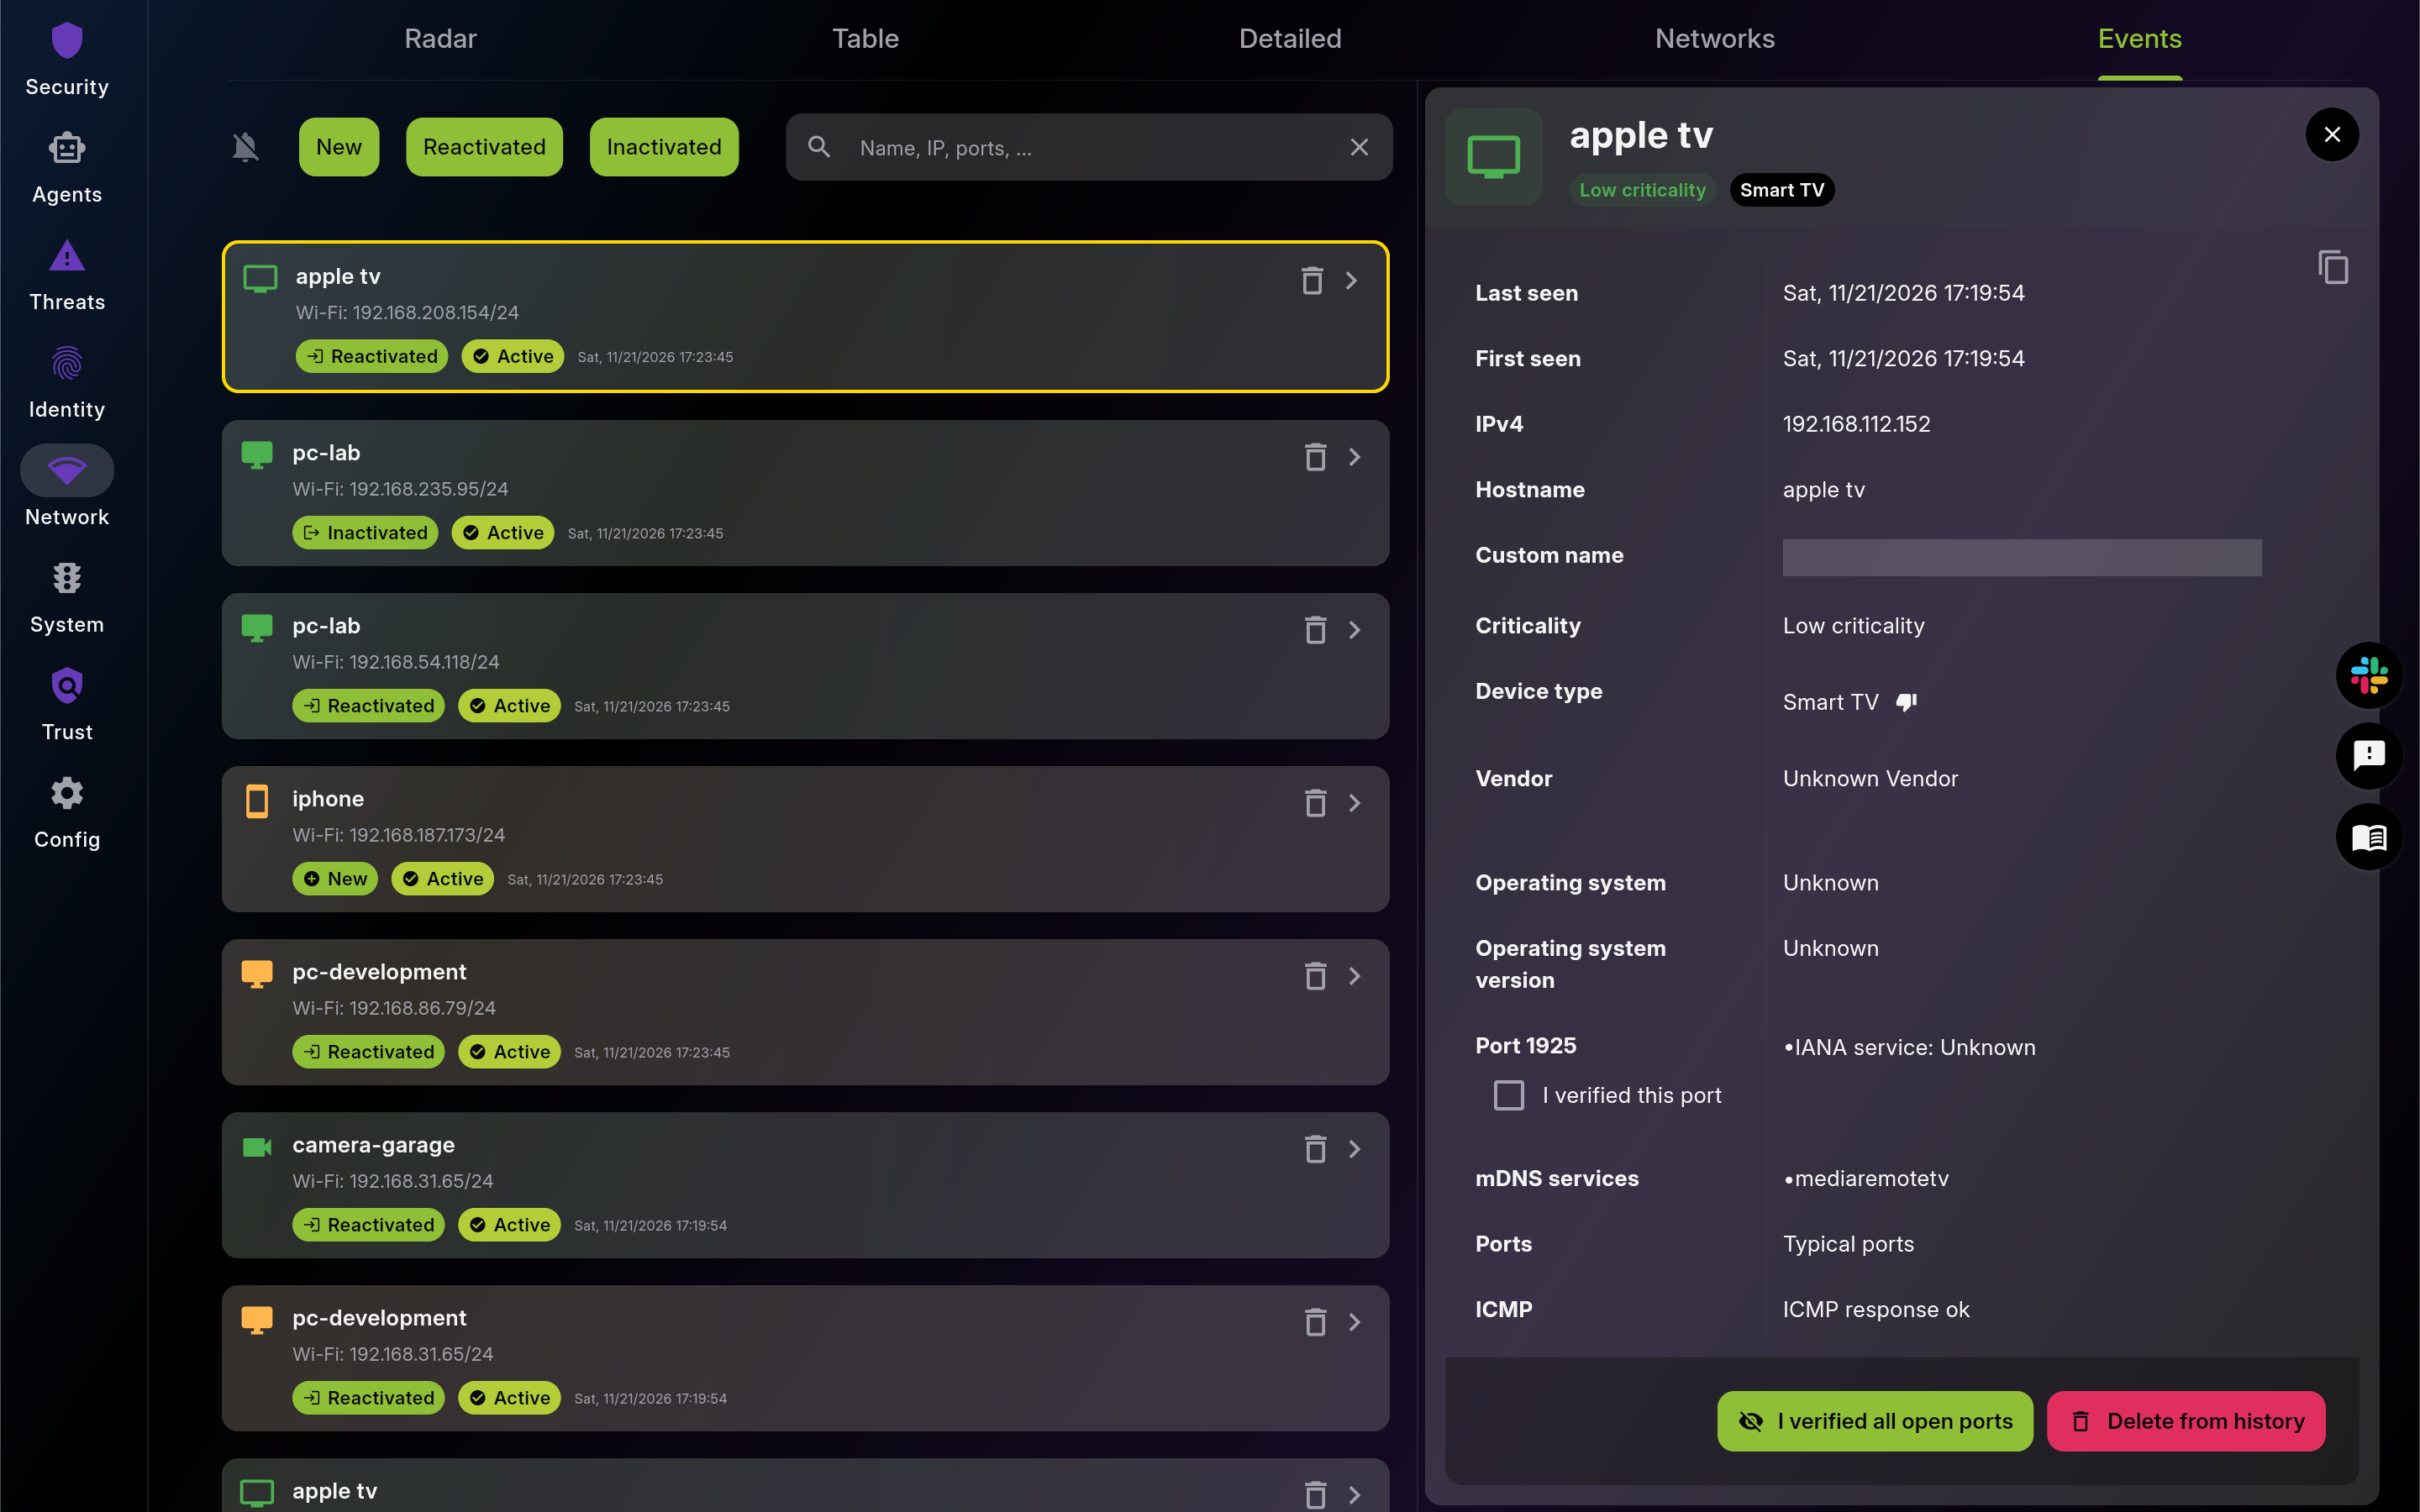 Security
Agents
Threats
Identity
Network
System
Trust
Config
Radar
Table
Detailed
Networks
Events
New
Reactivated
Inactivated
Name, IP, ports, ...
apple tv
Wi-Fi: 192.168.208.154/24
Reactivated
Active
Sat, 11/21/2026 17:23:45
pc-lab
Wi-Fi: 192.168.235.95/24
Inactivated
Active
Sat, 11/21/2026 17:23:45
pc-lab
Wi-Fi: 192.168.54.118/24
Reactivated
Active
Sat, 11/21/2026 17:23:45
iphone
Wi-Fi: 192.168.187.173/24
New
Active
Sat, 11/21/2026 17:23:45
pc-development
Wi-Fi: 192.168.86.79/24
Reactivated
Active
Sat, 11/21/2026 17:23:45
camera-garage
Wi-Fi: 192.168.31.65/24
Reactivated
Active
Sat, 11/21/2026 17:19:54
pc-development
Wi-Fi: 192.168.31.65/24
Reactivated
Active
Sat, 11/21/2026 17:19:54
apple tv
apple tv
Low criticality
Smart TV
Last seen
Sat, 11/21/2026 17:19:54
First seen
Sat, 11/21/2026 17:19:54
IPv4
192.168.112.152
Hostname
apple tv
Custom name
Criticality
Low criticality
Device type
Smart TV
Vendor
Unknown Vendor
Operating system
Unknown
Operating system
version
Unknown
Port 1925
•IANA service: Unknown
I verified this port
mDNS services
•mediaremotetv
Ports
Typical ports
ICMP
ICMP response ok
I verified all open ports
Delete from history